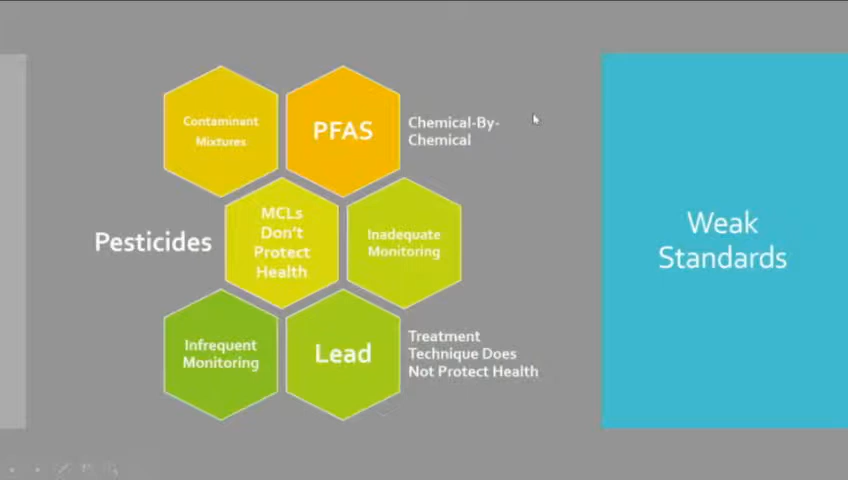 Contaminant
Mixtures
PFAS
Chemical-By-
Chemical
Pesticides
MCLs
Don't
Protect
Health
Inadequate
Monitoring
Infrequent
Monitoring
Lead
Treatment
Technique Does
Not Protect Health
Weak
Standards